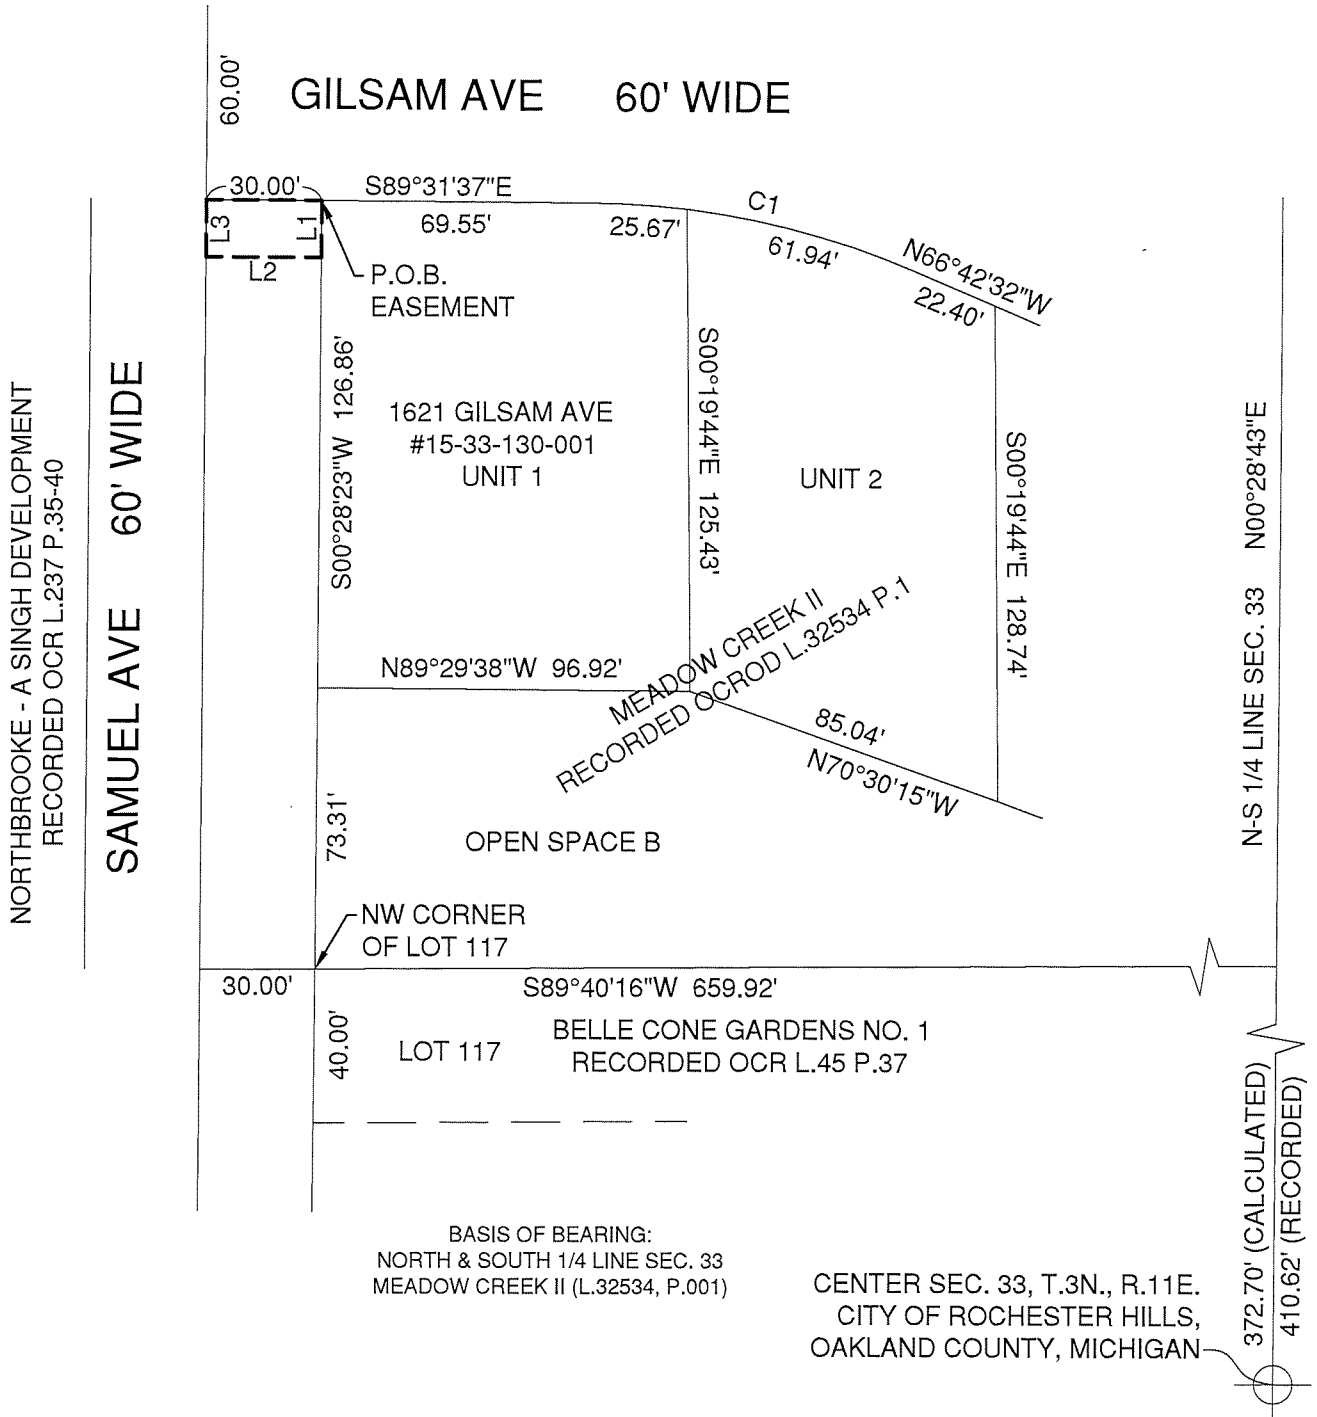 60.00'
GILSAM AVE 60' WIDE
30.00'
S89°31'37"E
C1
69.55'
25.67'
61.94'
N66°42'32"W
22.40'
L3
L1
L2
P.O.B.
EASEMENT
NORTHBROOKE - A SINGH DEVELOPMENT
RECORDED OCR L.237 P.35-40
SAMUEL AVE 60' WIDE
S00°28'23"W 126.86'
1621 GILSAM AVE
#15-33-130-001
UNIT 1
S00°19'44"E 125.43'
UNIT 2
S00°19'44"E 128.74'
N-S 1/4 LINE SEC. 33 N00°28'43"E
MEADOW CREEK II
RECORDED OCROD L.32534 P.1
N89°29'38"W 96.92'
85.04'
N70°30'15"W
73.31'
OPEN SPACE B
NW CORNER
OF LOT 117
30.00'
S89°40'16"W 659.92'
40.00'
LOT 117
BELLE CONE GARDENS NO. 1
RECORDED OCR L.45 P.37
372.70' (CALCULATED)
410.62' (RECORDED)
BASIS OF BEARING:
NORTH & SOUTH 1/4 LINE SEC. 33
MEADOW CREEK II (L.32534, P.001)
CENTER SEC. 33, T.3N., R.11E.
CITY OF ROCHESTER HILLS,
OAKLAND COUNTY, MICHIGAN